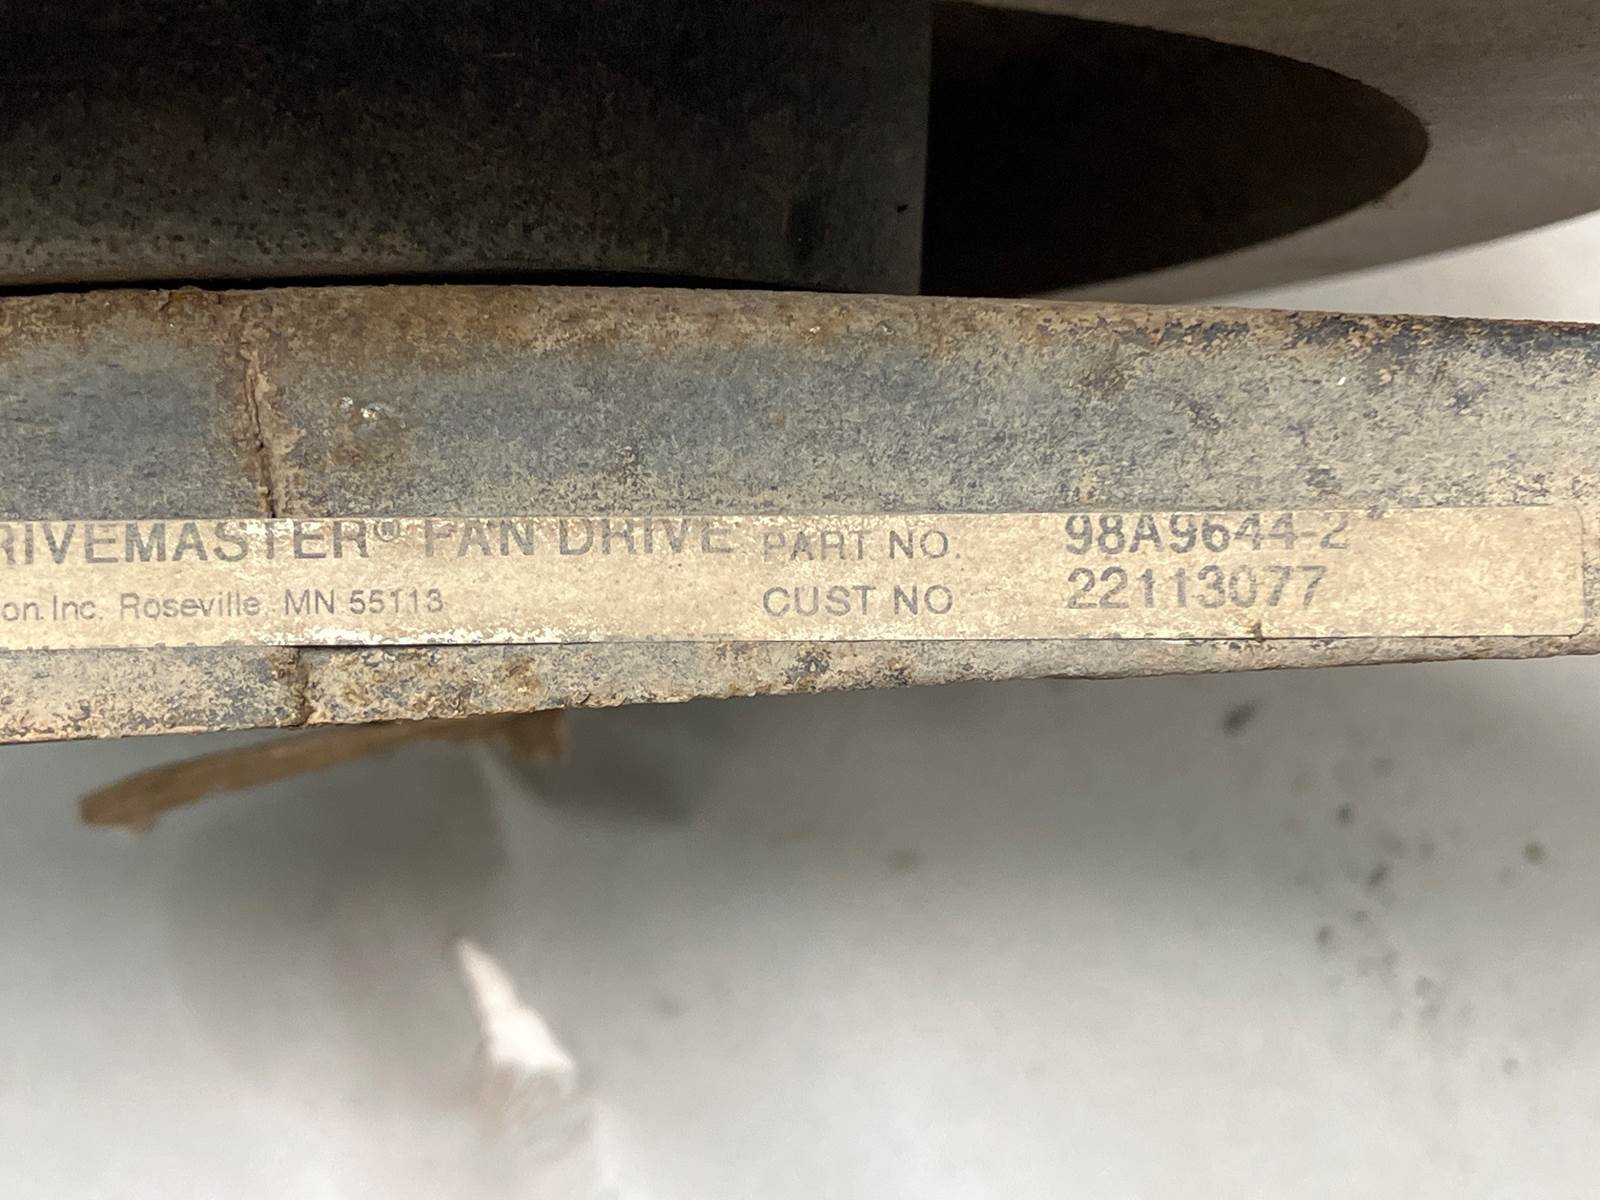 RIVEMASTER® FAN DRIVE PART NO. 98A9644-2
on. Inc. Roseville, MN 55113 CUST NO 22113077